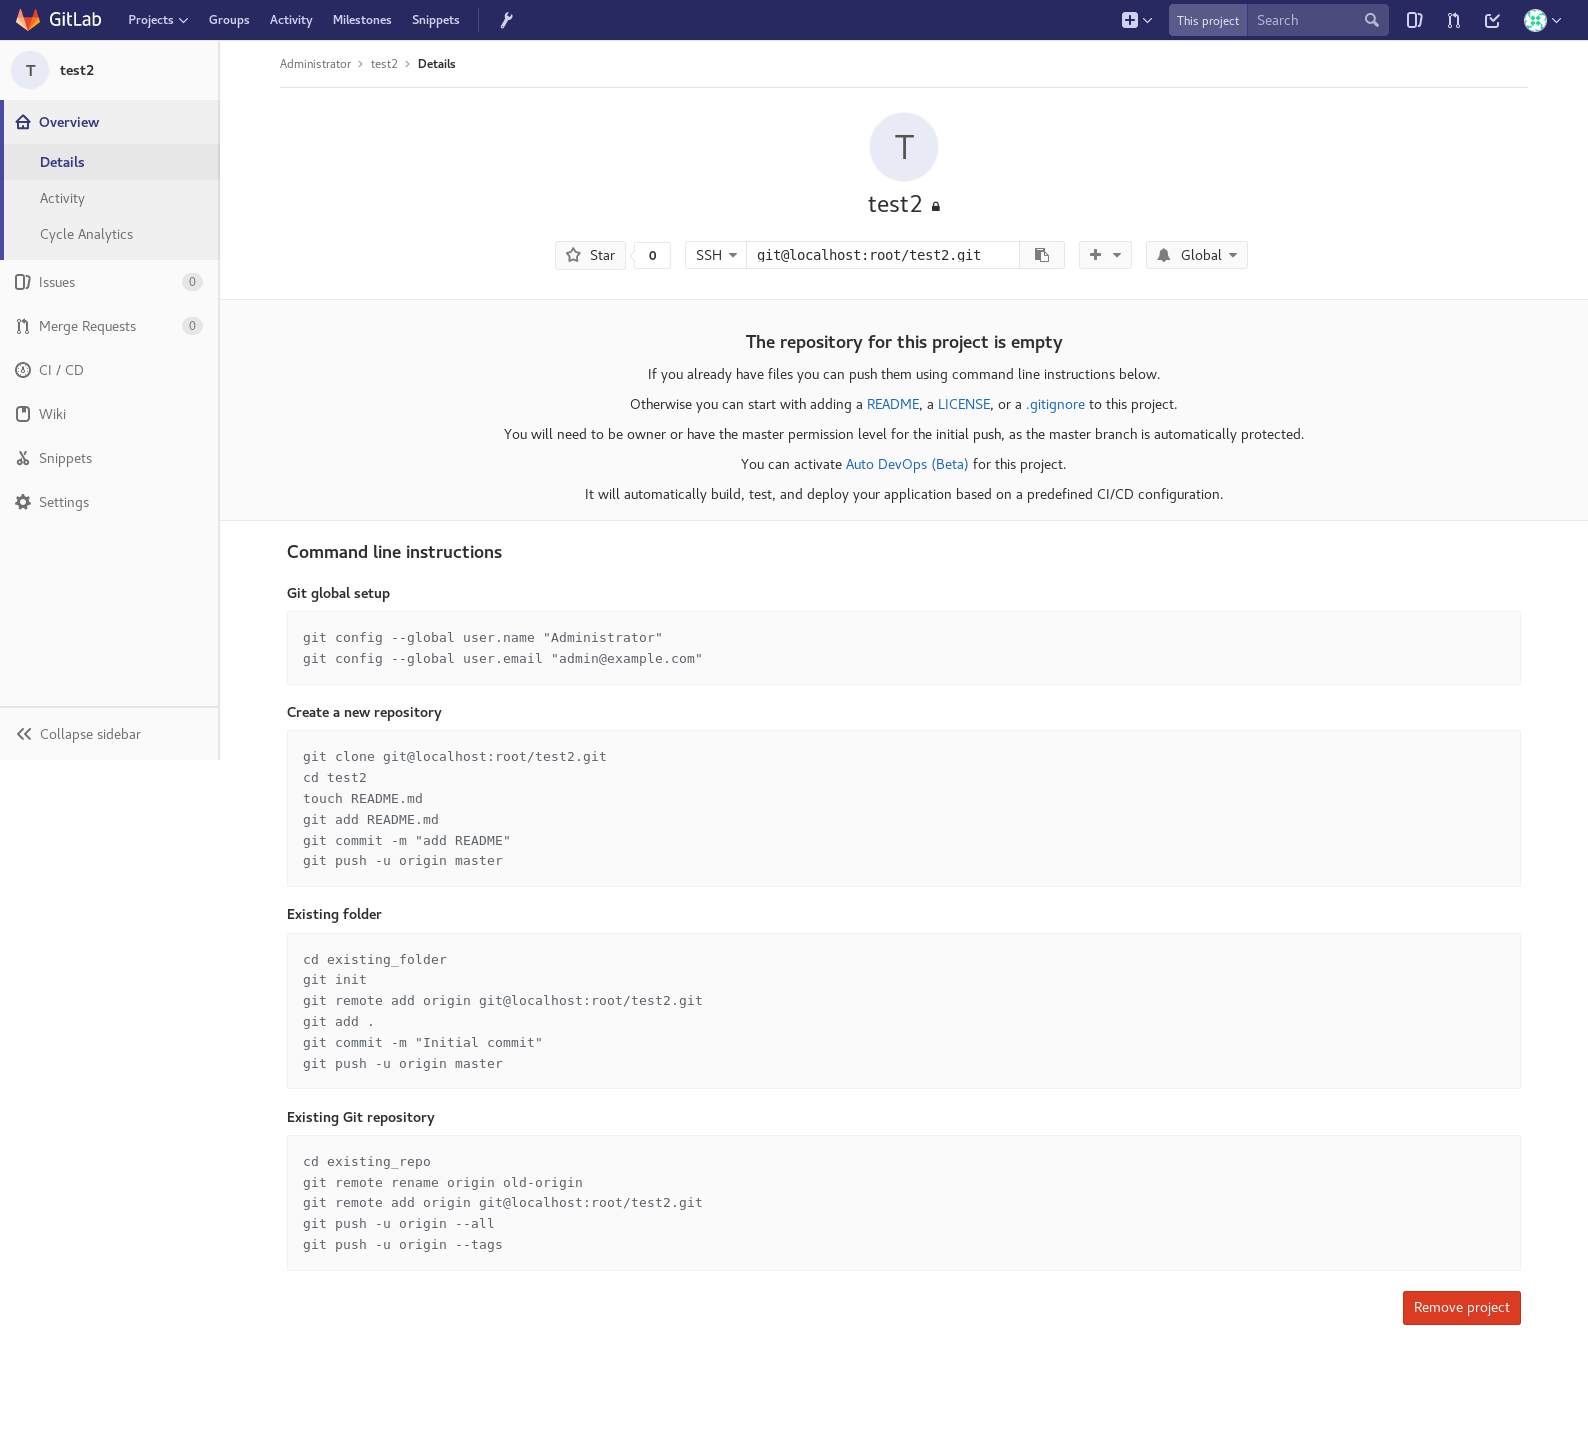 GitLab
Projects
Groups
Activity
Milestones
Snippets
This project
Search
T
test2
Overview
Details
Activity
Cycle Analytics
Issues 0
Merge Requests 0
CI / CD
Wiki
Snippets
Settings
Collapse sidebar
Administrator
test2
Details
T
test2
Star
0
SSH
git@localhost:root/test2.git
Global
The repository for this project is empty
If you already have files you can push them using command line instructions below.
Otherwise you can start with adding a README, a LICENSE, or a .gitignore to this project.
You will need to be owner or have the master permission level for the initial push, as the master branch is automatically protected.
You can activate Auto DevOps (Beta) for this project.
It will automatically build, test, and deploy your application based on a predefined CI/CD configuration.
Command line instructions
Git global setup
git config --global user.name "Administrator"
git config --global user.email "admin@example.com"
Create a new repository
git clone git@localhost:root/test2.git
cd test2
touch README.md
git add README.md
git commit -m "add README"
git push -u origin master
Existing folder
cd existing_folder
git init
git remote add origin git@localhost:root/test2.git
git add .
git commit -m "Initial commit"
git push -u origin master
Existing Git repository
cd existing_repo
git remote rename origin old-origin
git remote add origin git@localhost:root/test2.git
git push -u origin --all
git push -u origin --tags
Remove project